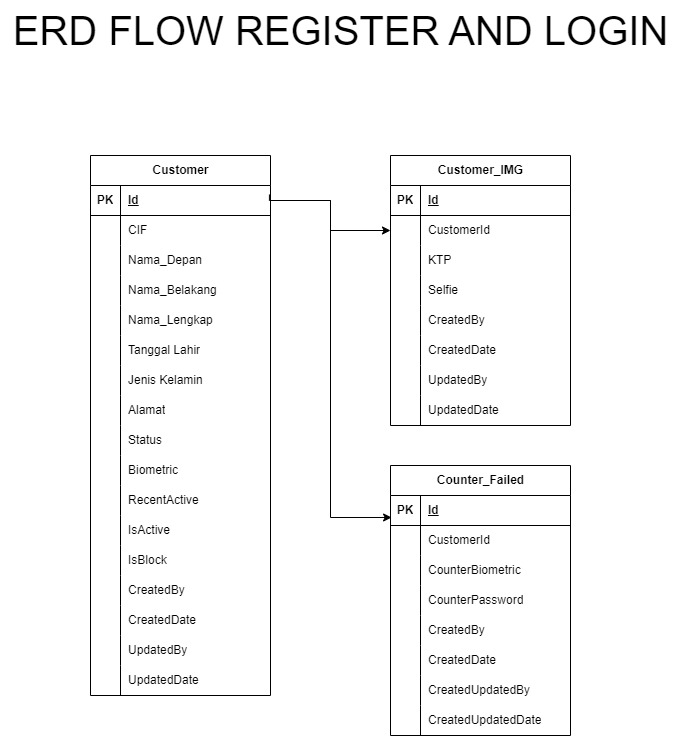 ERD FLOW REGISTER AND LOGIN
Customer
PK Id
CIF
Nama_Depan
Nama_Belakang
Nama_Lengkap
Tanggal Lahir
Jenis Kelamin
Alamat
Status
Biometric
RecentActive
IsActive
IsBlock
CreatedBy
CreatedDate
UpdatedBy
UpdatedDate
Customer_IMG
PK Id
CustomerId
KTP
Selfie
CreatedBy
CreatedDate
UpdatedBy
UpdatedDate
Counter_Failed
PK Id
CustomerId
CounterBiometric
CounterPassword
CreatedBy
CreatedDate
CreatedUpdatedBy
CreatedUpdatedDate